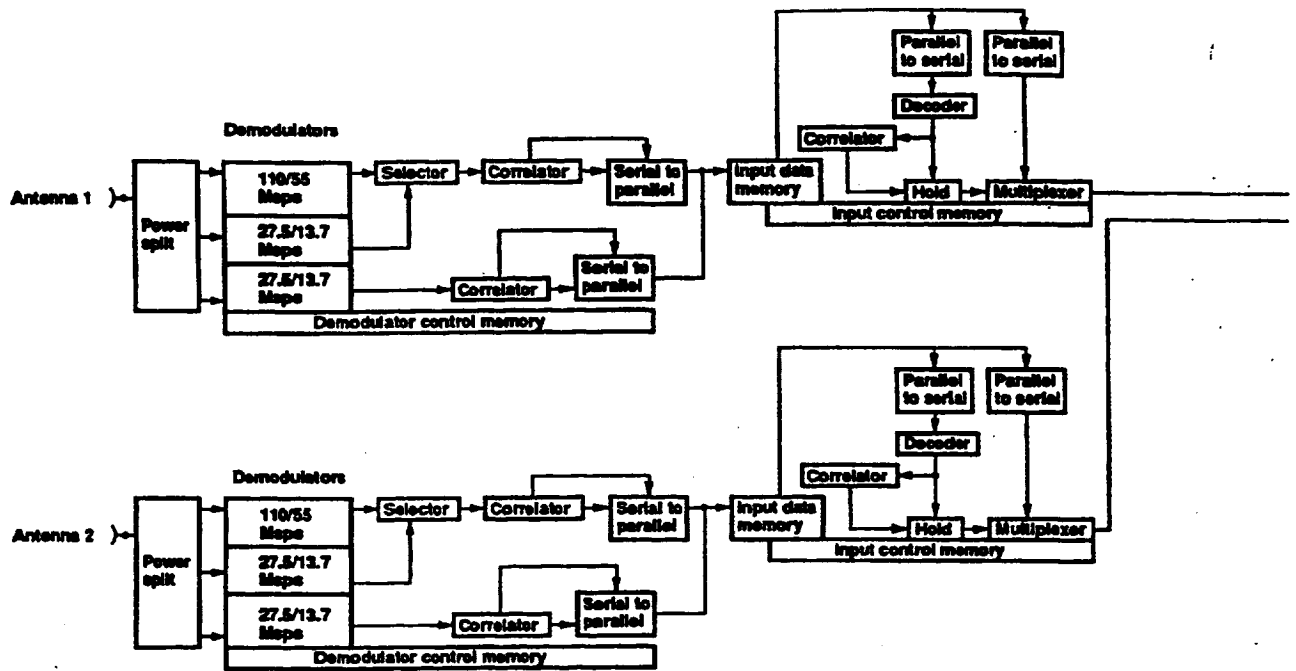 Parallel
to serial
Parallel
to serial
Decoder
Demodulators
Correlator
110/55
Msps
Selector
Correlator
Serial to
parallel
Input data
memory
Hold
Multiplexer
Input control memory
Antenna 1
Power
split
27.5/13.7
Msps
27.5/13.7
Msps
Correlator
Serial to
parallel
Demodulator control memory
Parallel
to serial
Parallel
to serial
Decoder
Demodulators
Correlator
110/55
Msps
Selector
Correlator
Serial to
parallel
Input data
memory
Hold
Multiplexer
Input control memory
Antenna 2
Power
split
27.5/13.7
Msps
27.5/13.7
Msps
Correlator
Serial to
parallel
Demodulator control memory